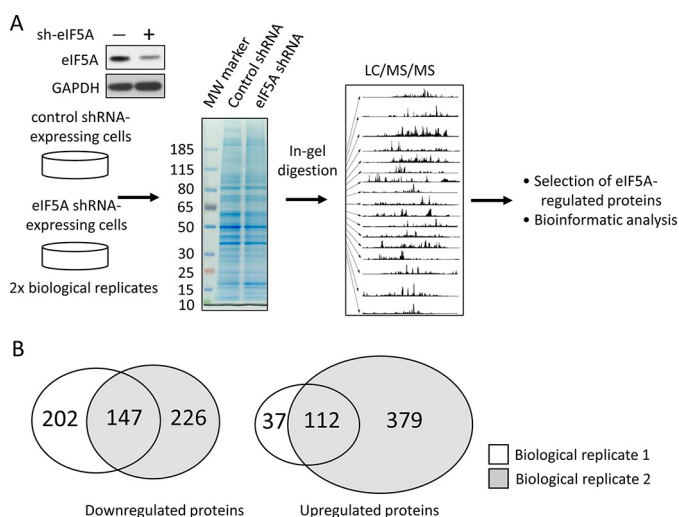 A
sh-eIF5A — +
eIF5A
GAPDH
control shRNA-
expressing cells
eIF5A shRNA-
expressing cells
2x biological replicates
MW marker
Control shRNA
eIF5A shRNA
185
115
80
65
50
30
25
15
10
In-gel
digestion
LC/MS/MS
• Selection of eIF5A-
regulated proteins
• Bioinformatic analysis
B
202 147 226
Downregulated proteins
37 112 379
Upregulated proteins
Biological replicate 1
Biological replicate 2